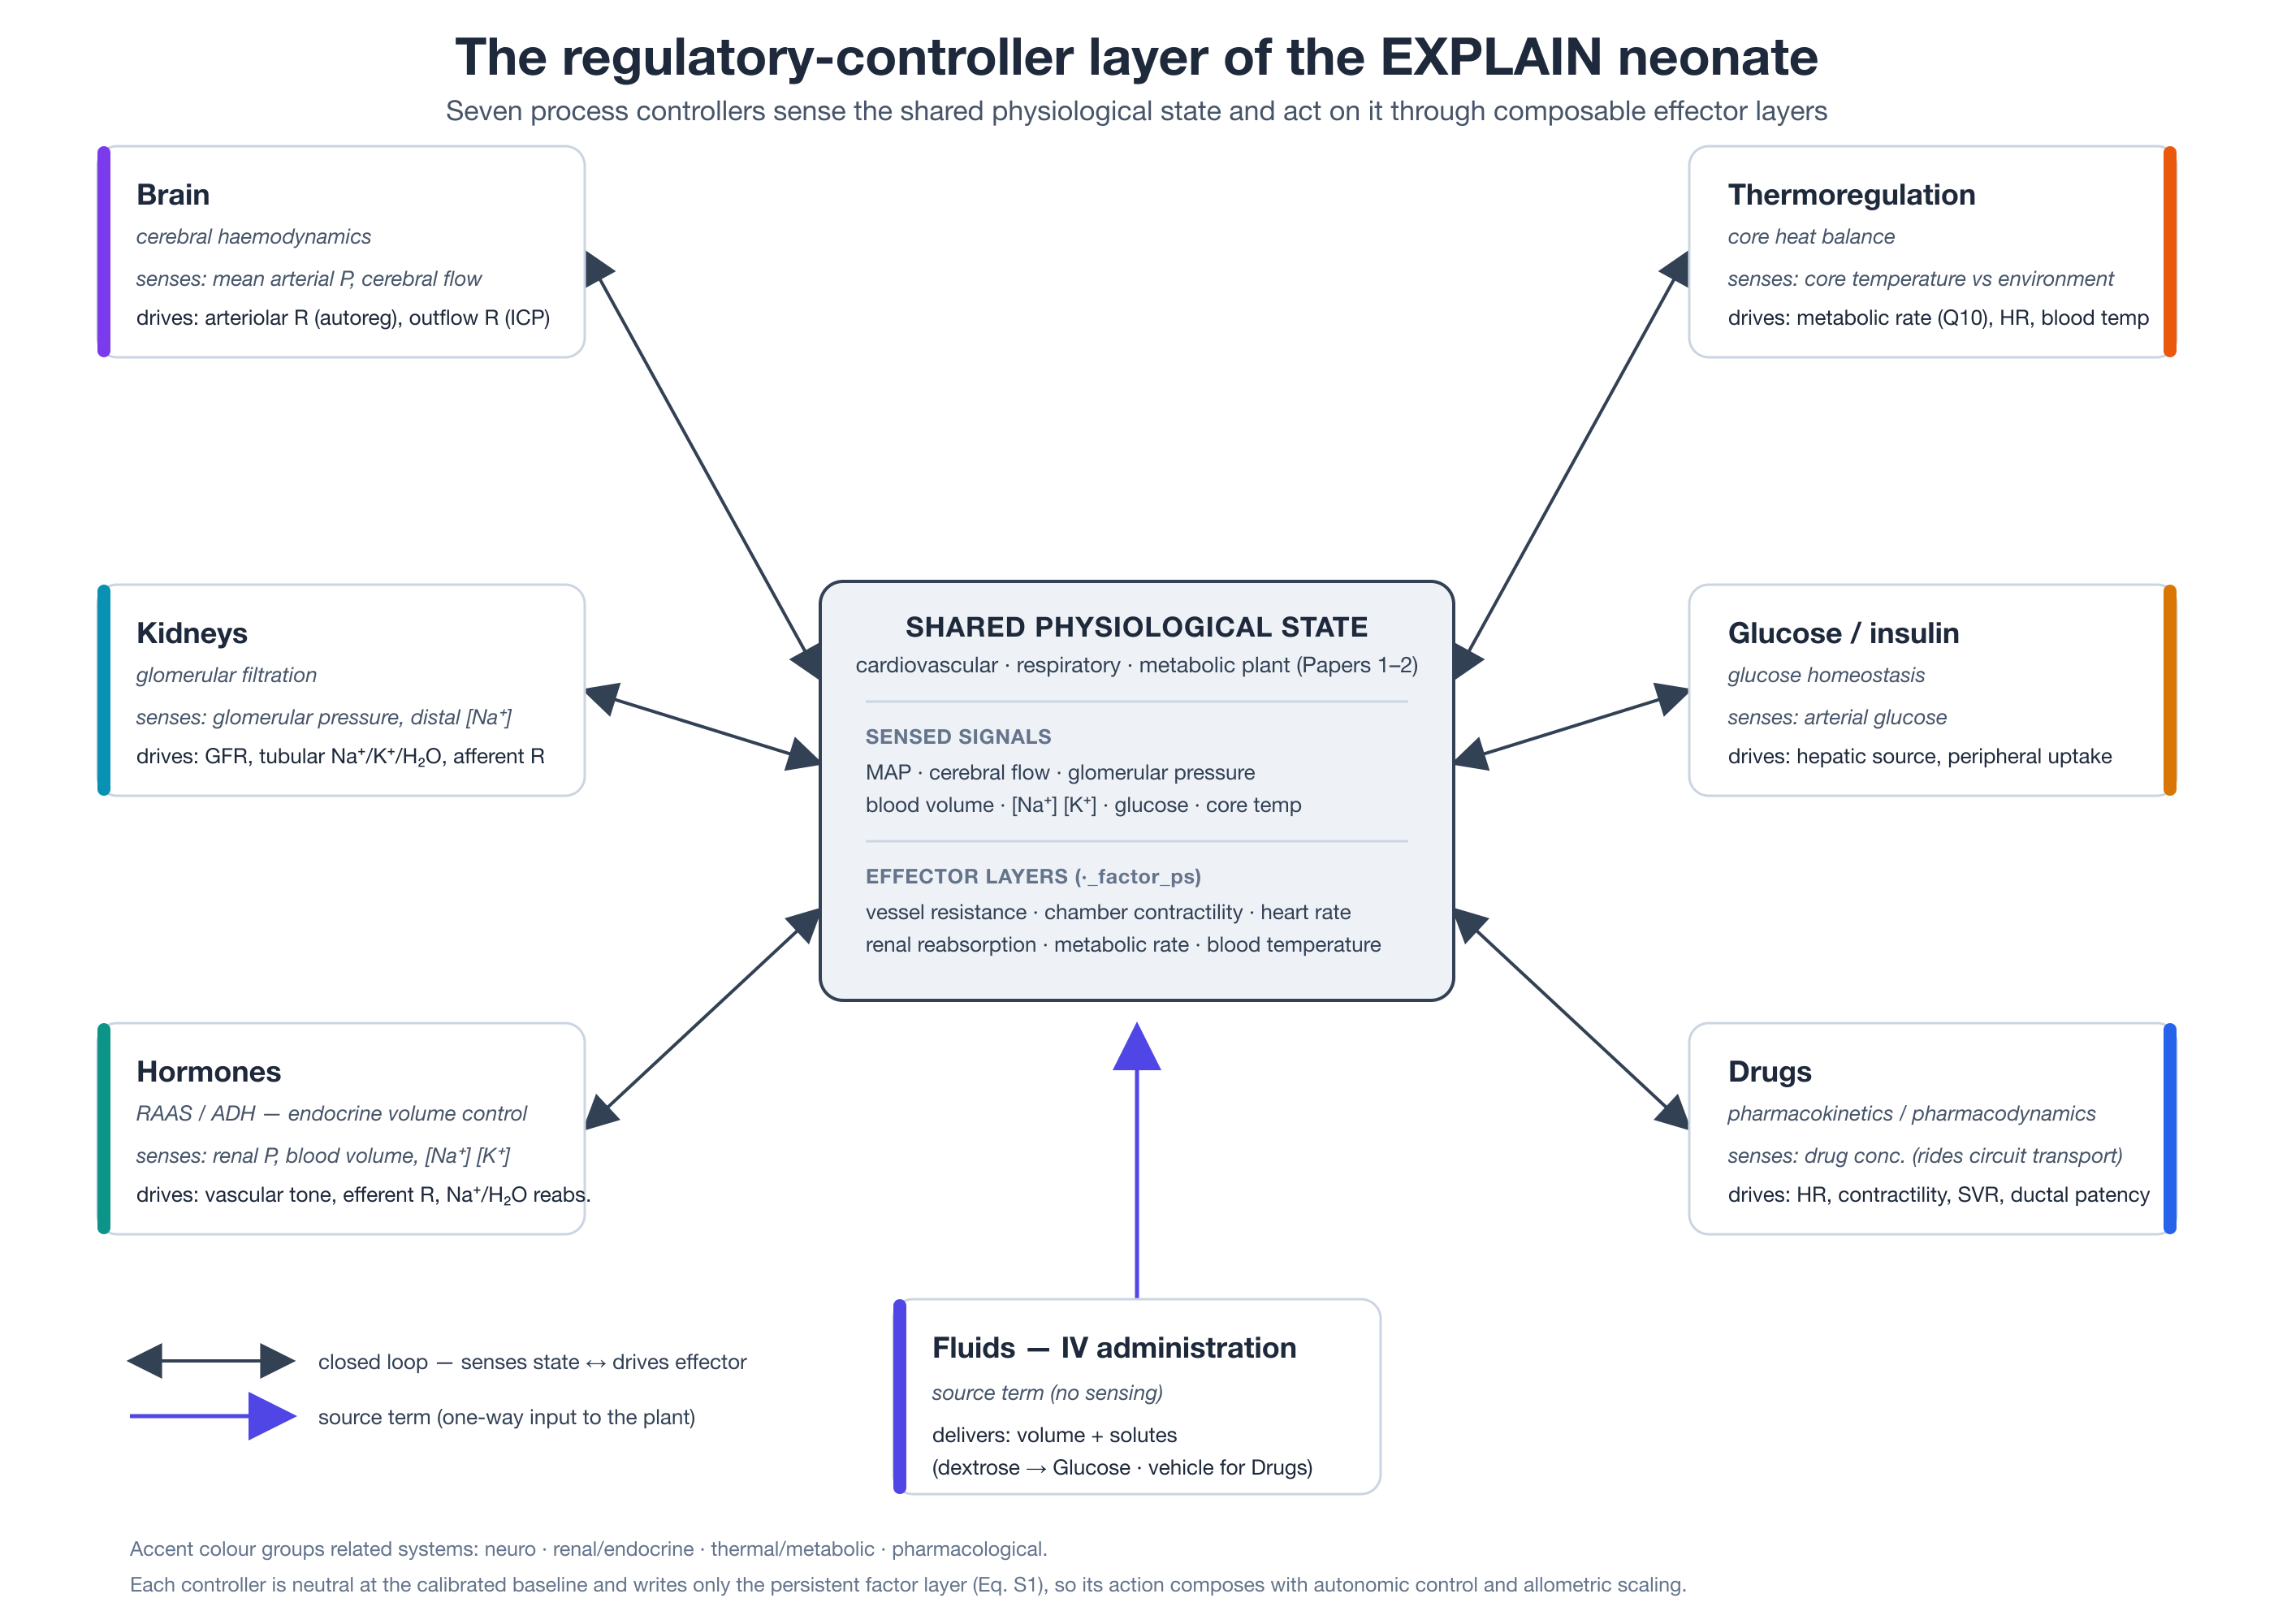 The regulatory-controller layer of the EXPLAIN neonate
Seven process controllers sense the shared physiological state and act on it through composable effector layers
Brain
cerebral haemodynamics
senses: mean arterial P, cerebral flow
drives: arteriolar R (autoreg), outflow R (ICP)
Thermoregulation
core heat balance
senses: core temperature vs environment
drives: metabolic rate (Q10), HR, blood temp
Kidneys
glomerular filtration
senses: glomerular pressure, distal [Na⁺]
drives: GFR, tubular Na⁺/K⁺/H₂O, afferent R
SHARED PHYSIOLOGICAL STATE
cardiovascular · respiratory · metabolic plant (Papers 1–2)
SENSED SIGNALS
MAP · cerebral flow · glomerular pressure
blood volume · [Na⁺] [K⁺] · glucose · core temp
EFFECTOR LAYERS (·_factor_ps)
vessel resistance · chamber contractility · heart rate
renal reabsorption · metabolic rate · blood temperature
Glucose / insulin
glucose homeostasis
senses: arterial glucose
drives: hepatic source, peripheral uptake
Hormones
RAAS / ADH — endocrine volume control
senses: renal P, blood volume, [Na⁺] [K⁺]
drives: vascular tone, efferent R, Na⁺/H₂O reabs.
Drugs
pharmacokinetics / pharmacodynamics
senses: drug conc. (rides circuit transport)
drives: HR, contractility, SVR, ductal patency
Fluids — IV administration
source term (no sensing)
delivers: volume + solutes
(dextrose → Glucose · vehicle for Drugs)
closed loop — senses state ↔ drives effector
source term (one-way input to the plant)
Accent colour groups related systems: neuro · renal/endocrine · thermal/metabolic · pharmacological.
Each controller is neutral at the calibrated baseline and writes only the persistent factor layer (Eq. S1), so its action composes with autonomic control and allometric scaling.